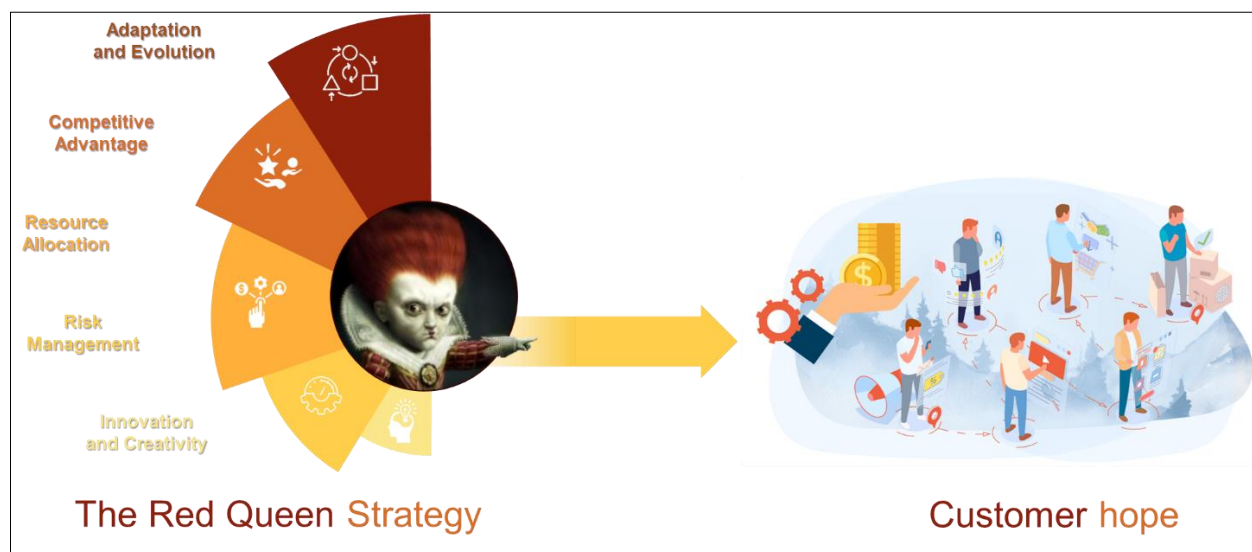 Adaptation
and Evolution
Competitive
Advantage
Resource
Allocation
Risk
Management
Innovation
and Creativity
The Red Queen Strategy
Customer hope